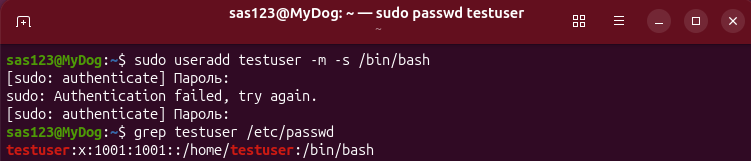 sas123@MyDog: ~ — sudo passwd testuser
~
sas123@MyDog:~$ sudo useradd testuser -m -s /bin/bash
[sudo: authenticate] Пароль:
sudo: Authentication failed, try again.
[sudo: authenticate] Пароль:
sas123@MyDog:~$ grep testuser /etc/passwd
testuser:x:1001:1001::/home/testuser:/bin/bash